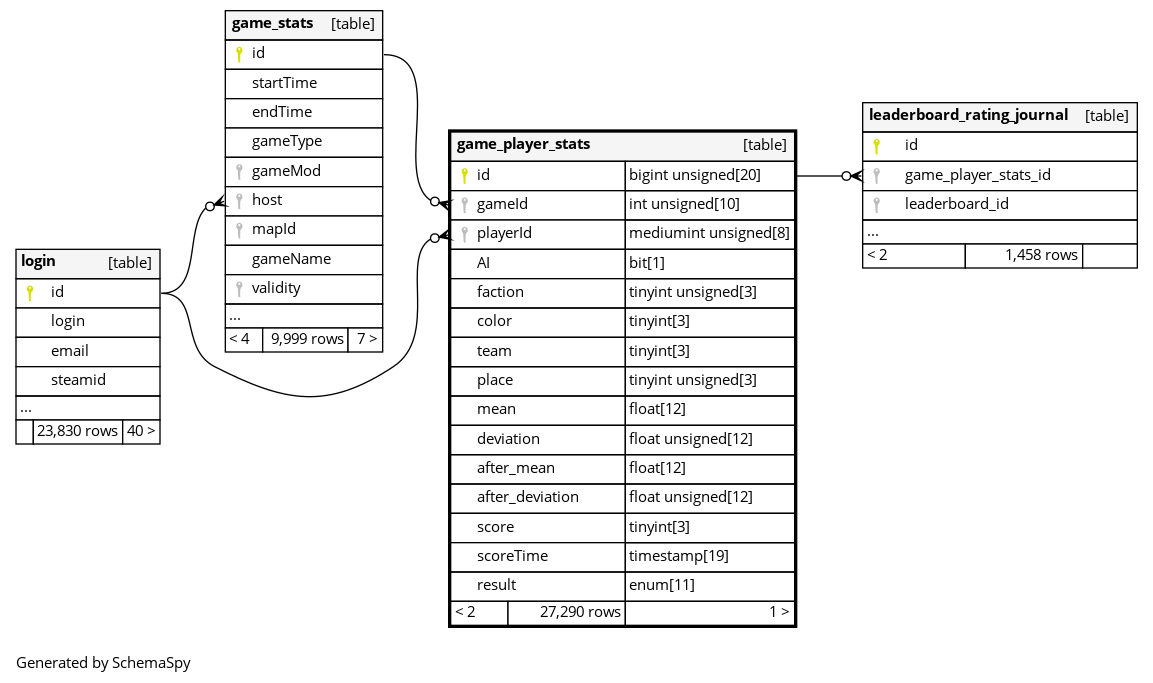 game_stats [table]
id
startTime
endTime
gameType
gameMod
host
mapId
gameName
validity
...
< 4 9,999 rows 7 >
login [table]
id
login
email
steamid
...
23,830 rows 40 >
game_player_stats [table]
id bigint unsigned[20]
gameId int unsigned[10]
playerId mediumint unsigned[8]
AI bit[1]
faction tinyint unsigned[3]
color tinyint[3]
team tinyint[3]
place tinyint unsigned[3]
mean float[12]
deviation float unsigned[12]
after_mean float[12]
after_deviation float unsigned[12]
score tinyint[3]
scoreTime timestamp[19]
result enum[11]
< 2 27,290 rows 1 >
leaderboard_rating_journal [table]
id
game_player_stats_id
leaderboard_id
...
< 2 1,458 rows
Generated by SchemaSpy